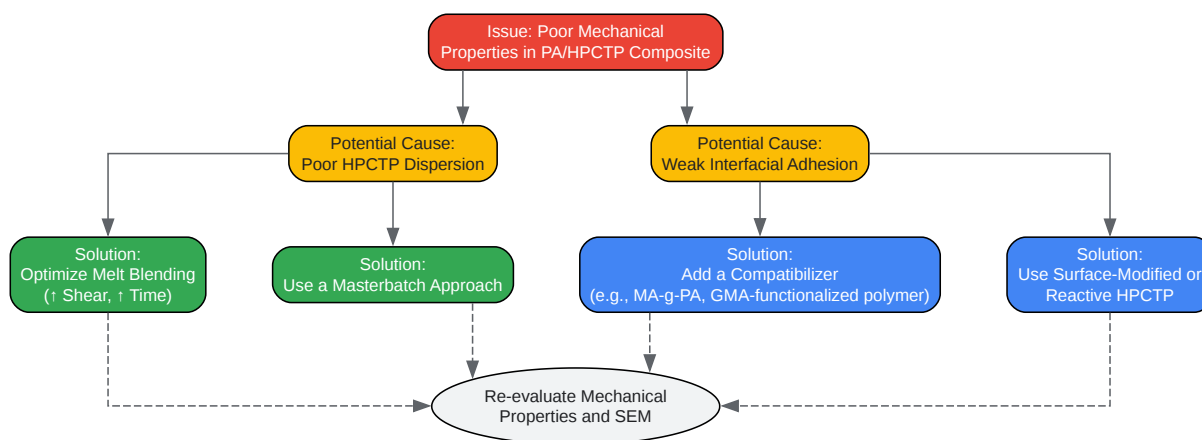 Issue: Poor Mechanical
Properties in PA/HPCTP Composite
Potential Cause:
Poor HPCTP Dispersion
Potential Cause:
Weak Interfacial Adhesion
Solution:
Optimize Melt Blending
(↑ Shear, ↑ Time)
Solution:
Use a Masterbatch Approach
Solution:
Add a Compatibilizer
(e.g., MA-g-PA, GMA-functionalized polymer)
Solution:
Use Surface-Modified or
Reactive HPCTP
Re-evaluate Mechanical
Properties and SEM